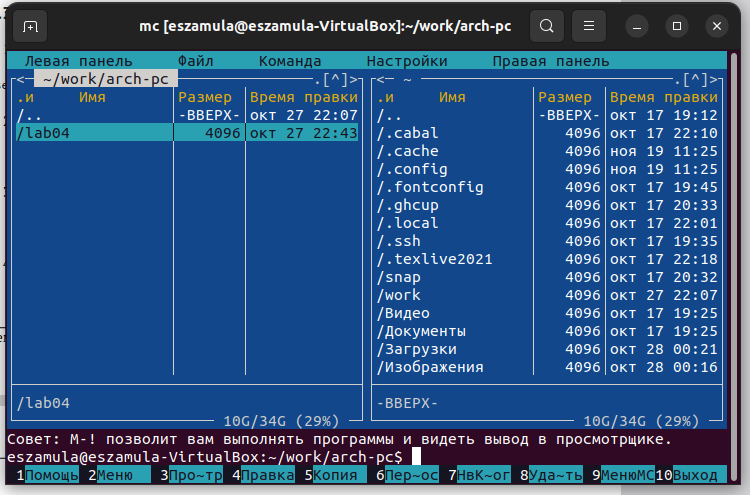 mc [eszamula@eszamula-VirtualBox]:~/work/arch-pc
Левая панель Файл Команда Настройки Правая панель
<─ ~/work/arch-pc .[^]> <─ ~ .[^]>
.и Имя Размер Время правки .и Имя Размер Время правки
/.. -ВВЕРХ- окт 27 22:07 /.. -ВВЕРХ- окт 17 19:12
/lab04 4096 окт 27 22:43 /.cabal 4096 окт 17 22:10
/.cache 4096 ноя 19 11:25
/.config 4096 ноя 19 11:25
/.fontconfig 4096 окт 17 19:45
/.ghcup 4096 окт 17 20:33
/.local 4096 окт 17 22:01
/.ssh 4096 окт 17 19:35
/.texlive2021 4096 окт 17 22:18
/snap 4096 окт 17 20:32
/work 4096 окт 27 22:07
/Видео 4096 окт 17 19:25
/Документы 4096 окт 17 19:25
/Загрузки 4096 окт 28 00:21
/Изображения 4096 окт 28 00:16
/lab04 -ВВЕРХ-
10G/34G (29%) 10G/34G (29%)
Совет: M-! позволит вам выполнять программы и видеть вывод в просмотрщике.
eszamula@eszamula-VirtualBox:~/work/arch-pc$
1Помощь 2Меню 3Про~тр 4Правка 5Копия 6Пер~ос 7НвК~ог 8Уда~ть 9МенюMC 10Выход